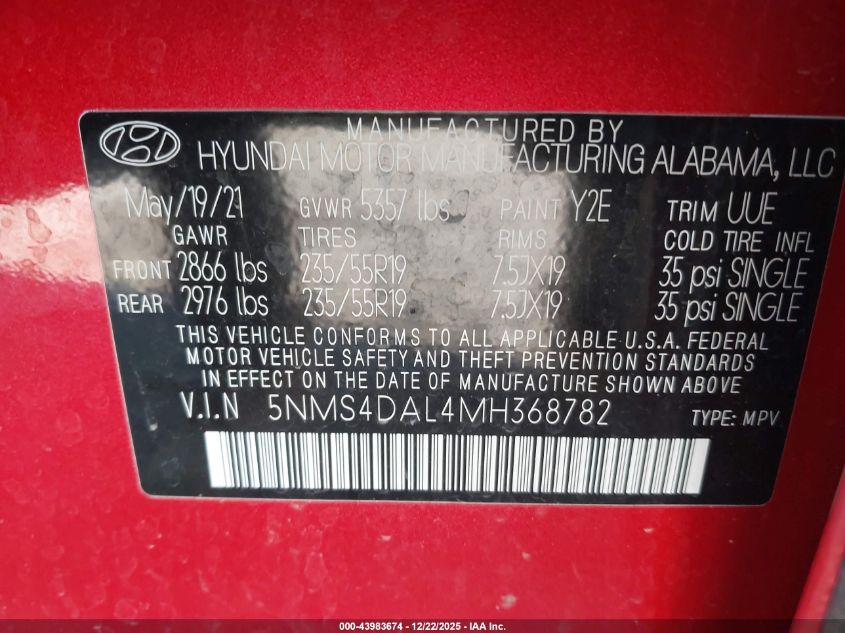 MANUFACTURED BY
HYUNDAI MOTOR MANUFACTURING ALABAMA, LLC
May/19/21 GVWR 5357 lbs PAINT Y2E TRIM UUE
GAWR TIRES RIMS COLD TIRE INFL
FRONT 2866 lbs 235/55R19 7.5JX19 35 psi SINGLE
REAR 2976 lbs 235/55R19 7.5JX19 35 psi SINGLE
THIS VEHICLE CONFORMS TO ALL APPLICABLE U.S.A. FEDERAL
MOTOR VEHICLE SAFETY AND THEFT PREVENTION STANDARDS
IN EFFECT ON THE DATE OF MANUFACTURE SHOWN ABOVE
V.I.N 5NMS4DAL4MH368782 TYPE: MPV
000-43983674 • 12/22/2025 • IAA Inc.